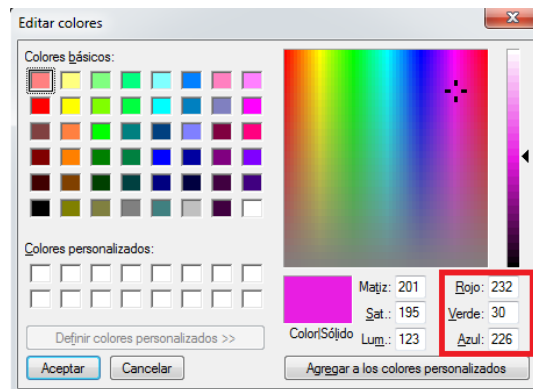 Editar colores
Colores básicos:
Colores personalizados:
Definir colores personalizados >>
Aceptar
Cancelar
Color|Sólido
Matiz: 201
Sat.: 195
Lum.: 123
Rojo: 232
Verde: 30
Azul: 226
Agregar a los colores personalizados